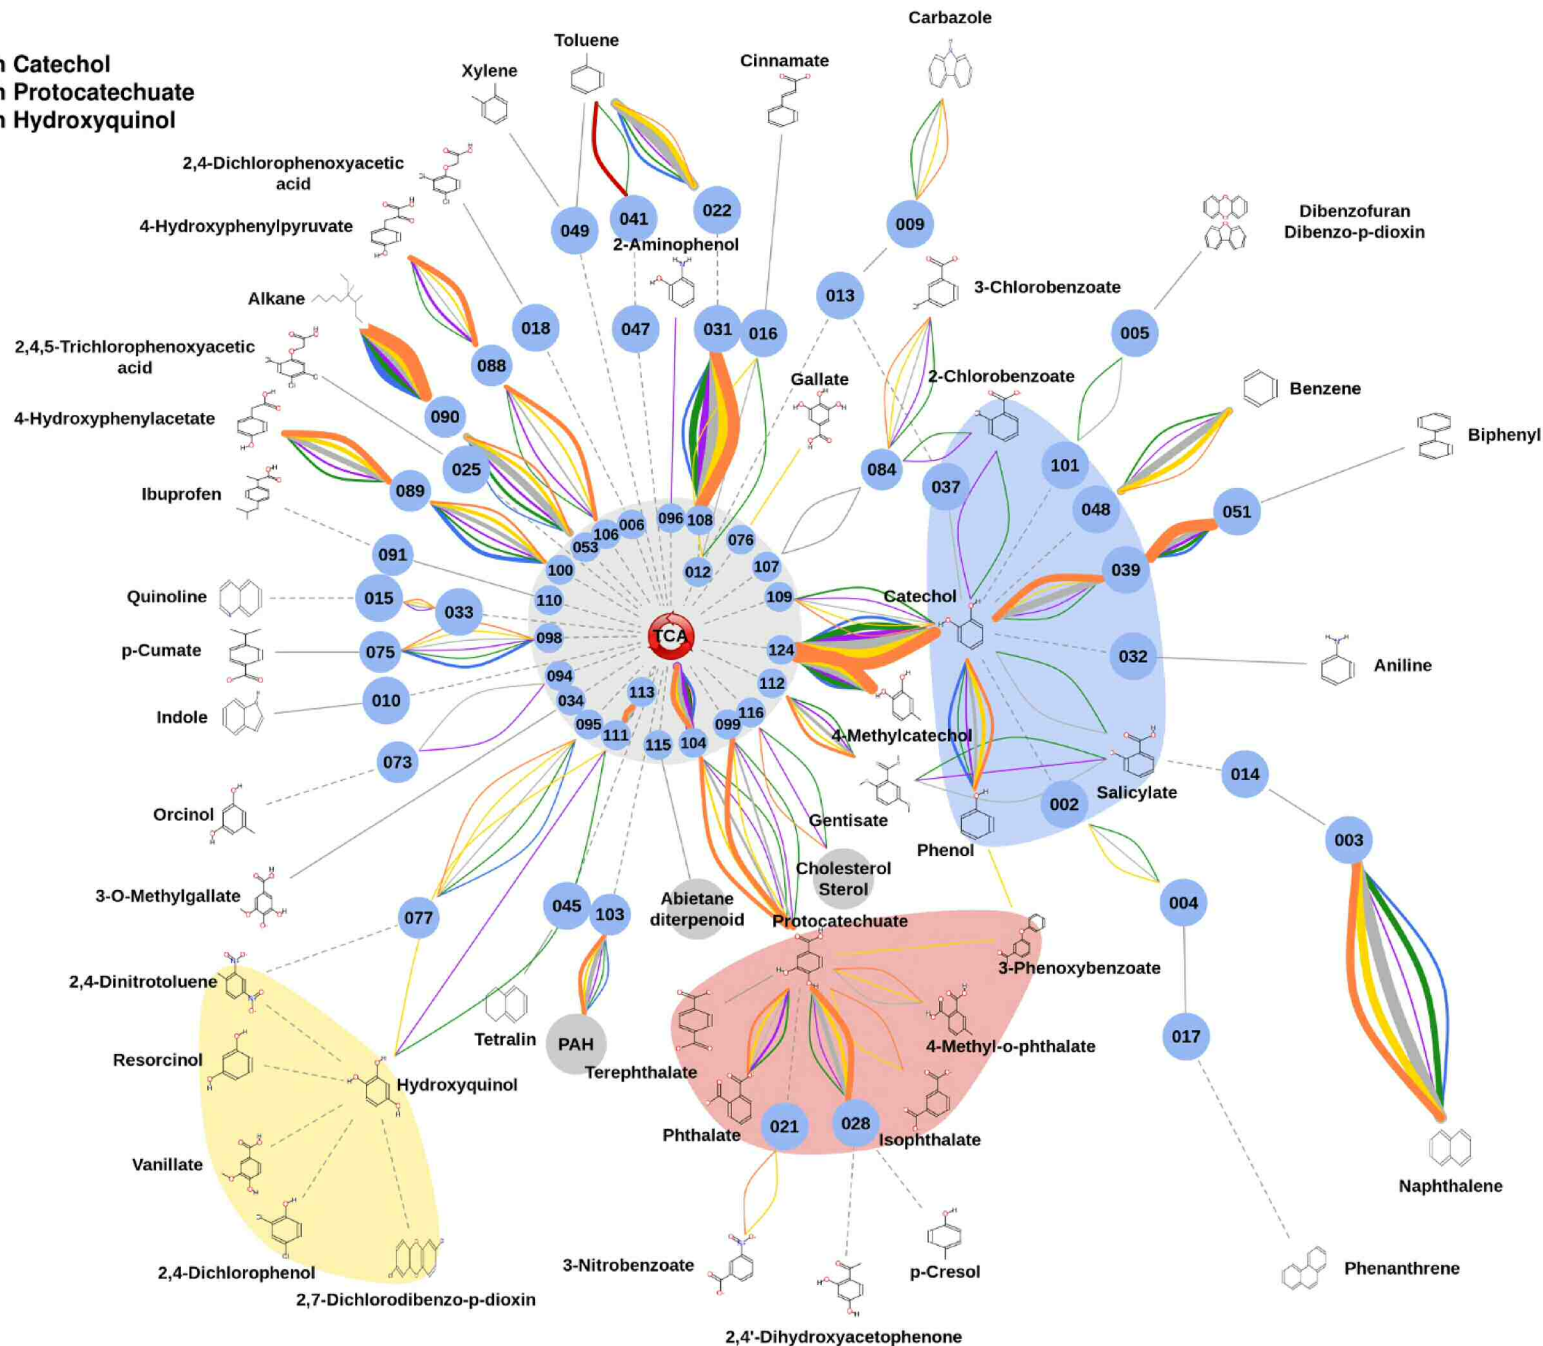 Carbazole
Toluene
Cinnamate
Xylene
n Catechol
n Protocatechuate
n Hydroxyquinol
2,4-Dichlorophenoxyacetic
acid
4-Hydroxyphenylpyruvate
Dibenzofuran
Dibenzo-p-dioxin
049
041
022
009
2-Aminophenol
3-Chlorobenzoate
Alkane
013
018
047
031
016
005
2,4,5-Trichlorophenoxyacetic
acid
088
Gallate
2-Chlorobenzoate
Benzene
4-Hydroxyphenylacetate
090
Biphenyl
025
084
101
Ibuprofen
089
037
048
051
096
108
006
106
053
076
091
100
012
107
039
Quinoline
015
033
110
109
Catechol
098
TCA
p-Cumate
075
124
032
Aniline
094
112
Indole
010
034
113
095
111
099
116
4-Methylcatechol
115
104
073
014
Salicylate
002
Orcinol
Gentisate
Phenol
003
Cholesterol
Sterol
3-O-Methylgallate
Abietane
diterpenoid
045
103
077
004
Protocatechuate
2,4-Dinitrotoluene
3-Phenoxybenzoate
Tetralin
PAH
017
4-Methyl-o-phthalate
Resorcinol
Terephthalate
Hydroxyquinol
021
028
Phthalate
Isophthalate
Vanillate
Naphthalene
3-Nitrobenzoate
p-Cresol
Phenanthrene
2,4-Dichlorophenol
2,7-Dichlorodibenzo-p-dioxin
2,4'-Dihydroxyacetophenone